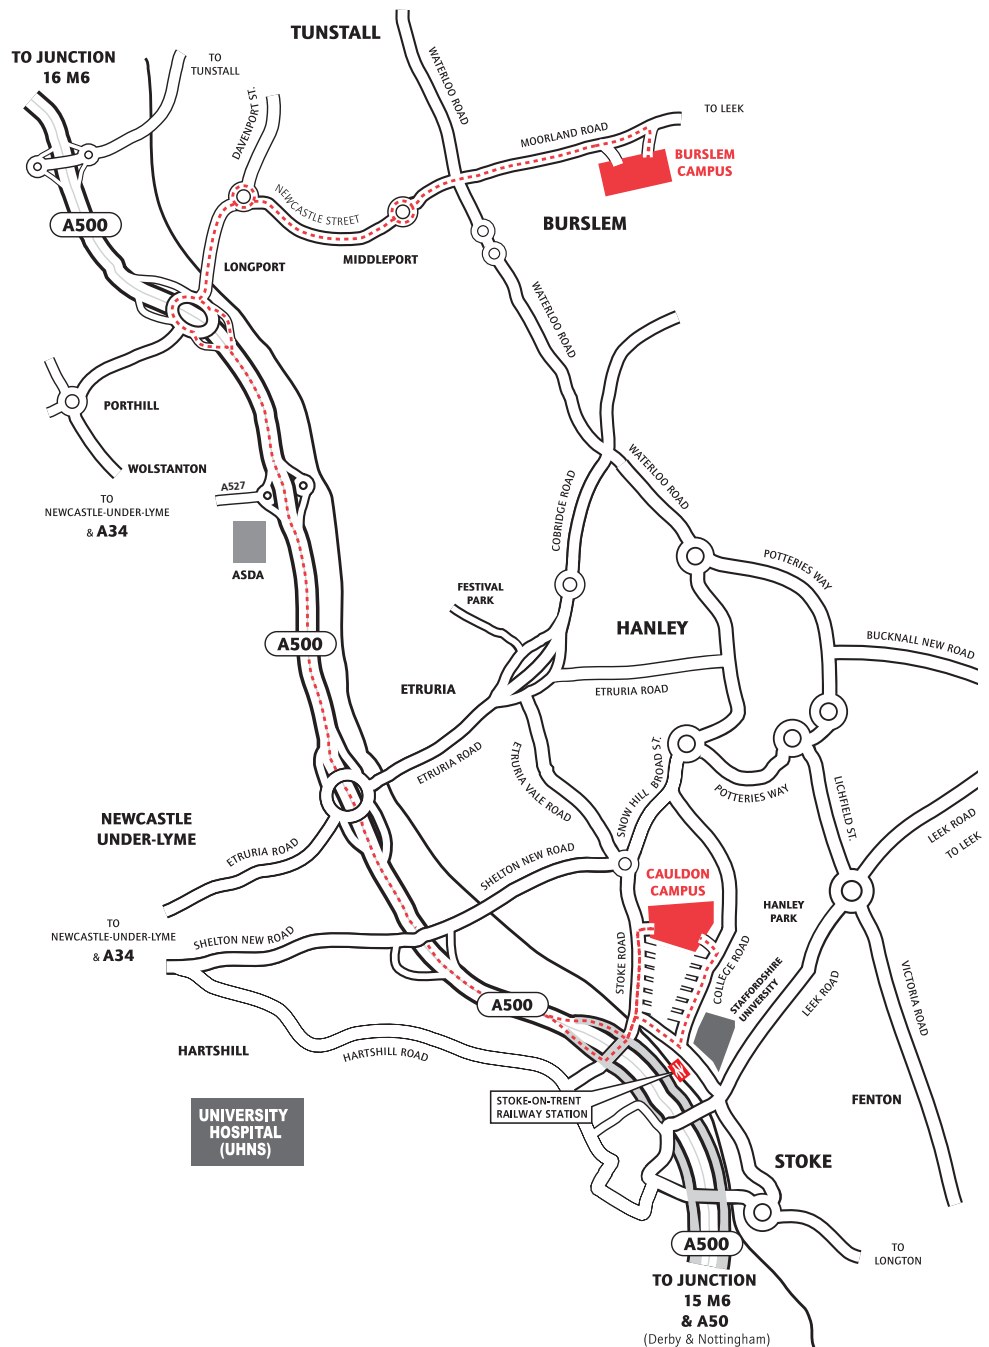 TUNSTALL
TO JUNCTION
16 M6
TO
TUNSTALL
WATERLOO ROAD
DAVENPORT ST.
MOORLAND ROAD
TO LEEK
BURSLEM
CAMPUS
A500
NEWCASTLE STREET
BURSLEM
MIDDLEPORT
LONGPORT
WATERLOO ROAD
PORTHILL
WOLSTANTON
A527
TO
NEWCASTLE-UNDER-LYME
& A34
ASDA
COBRIDGE ROAD
WATERLOO ROAD
POTTERIES WAY
FESTIVAL
PARK
HANLEY
BUCKNALL NEW ROAD
A500
ETRURIA
ETRURIA ROAD
ETRURIA ROAD
ETRURIA VALE ROAD
SNOW HILL
BROAD ST.
POTTERIES WAY
LICHFIELD ST.
LEEK ROAD
TO LEEK
NEWCASTLE
UNDER-LYME
ETRURIA ROAD
SHELTON NEW ROAD
CAULDON
CAMPUS
HANLEY
PARK
TO
NEWCASTLE-UNDER-LYME
& A34
SHELTON NEW ROAD
STOKE ROAD
COLLEGE ROAD
STAFFORDSHIRE
UNIVERSITY
LEEK ROAD
VICTORIA ROAD
A500
HARTSHILL
HARTSHILL ROAD
STOKE-ON-TRENT
RAILWAY STATION
UNIVERSITY
HOSPITAL
(UHNS)
FENTON
STOKE
A500
TO
LONGTON
TO JUNCTION
15 M6
& A50
(Derby & Nottingham)